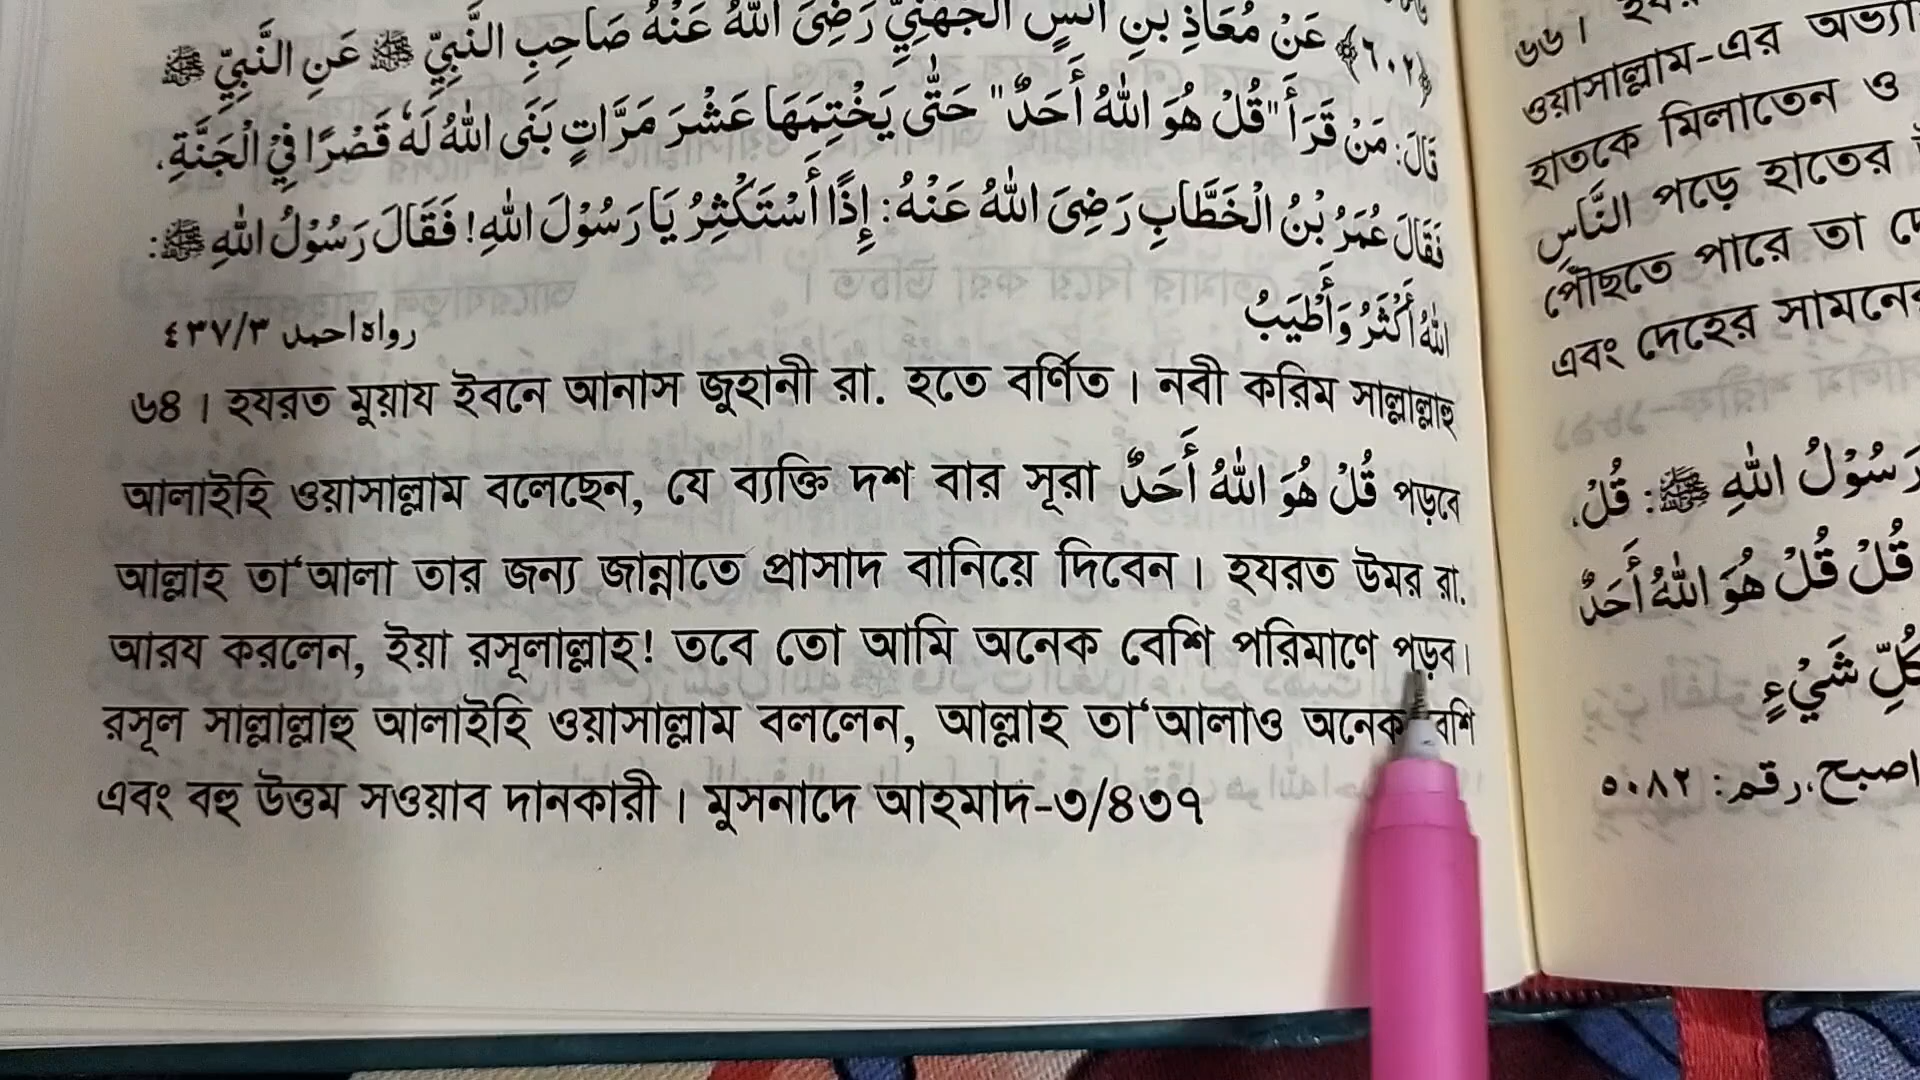 ﴿٦٠٢﴾ عَنْ مُعَاذِ بْنِ أَنَسٍ الْجُهَنِيِّ رَضِىَ اللهُ عَنْهُ صَاحِبِ النَّبِيِّ ﷺ عَنِ النَّبِيِّ ﷺ
قَالَ: مَنْ قَرَأَ "قُلْ هُوَ اللهُ أَحَدٌ" حَتَّى يَخْتِمَهَا عَشْرَ مَرَّاتٍ بَنَى اللهُ لَهُ قَصْرًا فِيْ الْجَنَّةِ.
فَقَالَ عُمَرُ بْنُ الْخَطَّابِ رَضِىَ اللهُ عَنْهُ: إِذًا أَسْتَكْثِرُ يَا رَسُوْلَ اللهِ! فَقَالَ رَسُوْلُ اللهِ ﷺ:
اللهُ أَكْثَرُ وَأَطْيَبُ
رواه احمد ٤٣٧/٣
৬৪। হযরত মুয়ায ইবনে আনাস জুহানী রা. হতে বর্ণিত। নবী করিম সাল্লাল্লাহু
আলাইহি ওয়াসাল্লাম বলেছেন, যে ব্যক্তি দশ বার সূরা قُلْ هُوَ اللهُ أَحَدٌ পড়বে
আল্লাহ তা‘আলা তার জন্য জান্নাতে প্রাসাদ বানিয়ে দিবেন। হযরত উমর রা.
আরয করলেন, ইয়া রসূলাল্লাহ! তবে তো আমি অনেক বেশি পরিমাণে পড়ব।
রসূল সাল্লাল্লাহু আলাইহি ওয়াসাল্লাম বললেন, আল্লাহ তা‘আলাও অনেক বেশি
এবং বহু উত্তম সওয়াব দানকারী। মুসনাদে আহমাদ-৩/৪৩৭
৬৬।
ওয়াসাল্লাম-এর
হাতকে মিলাতেন ও
النَّاسِ পড়ে হাতের
পৌঁছতে পারে তা
এবং দেহের সামনের
رَسُوْلُ اللهِ ﷺ: قُلْ.
قُلْ قُلْ هُوَ اللهُ أَحَدٌ
كُلِّ شَيْءٍ
اصبح، رقم: ٥٠٨٢